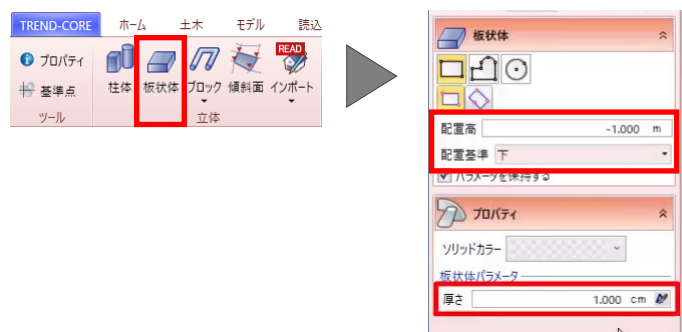 TREND-CORE ホーム 土木 モデル 読込
プロパティ
基準点
ツール
柱体 板状体 ブロック 傾斜面 インポート
READ
立体
板状体
配置高 -1.000 m
配置基準 下
パラメータを保持する
プロパティ
ソリッドカラー
板状体パラメータ
厚さ 1.000 cm